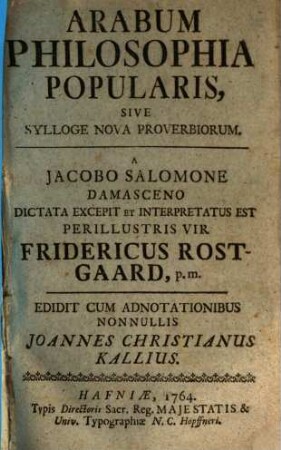 ARABUM
PHILOSOPHIA
POPULARIS,
SIVE
SYLLOGE NOVA PROVERBIORUM.
A
JACOBO SALOMONE
DAMASCENO
DICTATA EXCEPIT ET INTERPRETATUS EST
PERILLUSTRIS VIR
FRIDERICUS ROST-
GAARD, p. m.
EDIDIT CUM ADNOTATIONIBUS
NONNULLIS
JOANNES CHRISTIANUS
KALLIUS.
HAFNIÆ, 1764.
Typis Directoris Sacr. Reg. MAJESTATIS &
Univ. Typographiæ N. C. Hopffneri.